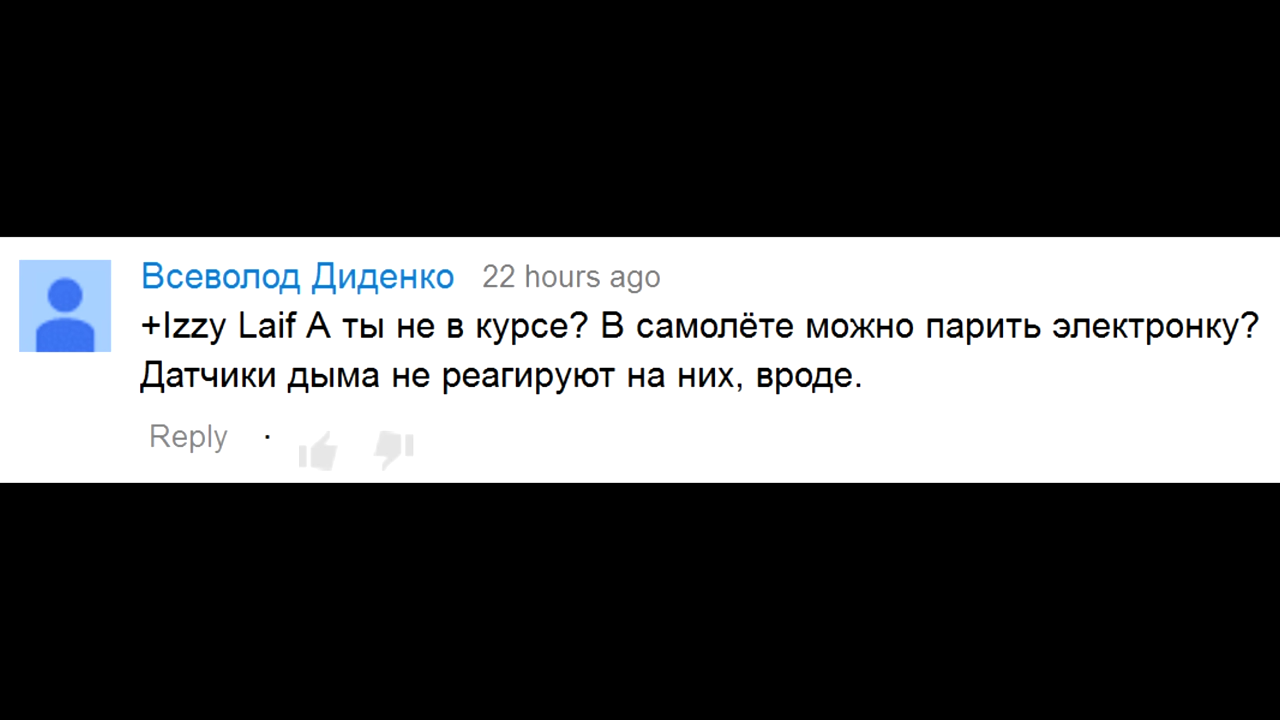 Всеволод Диденко 22 hours ago
+Izzy Laif А ты не в курсе? В самолёте можно парить электронку?
Датчики дыма не реагируют на них, вроде.
Reply ·